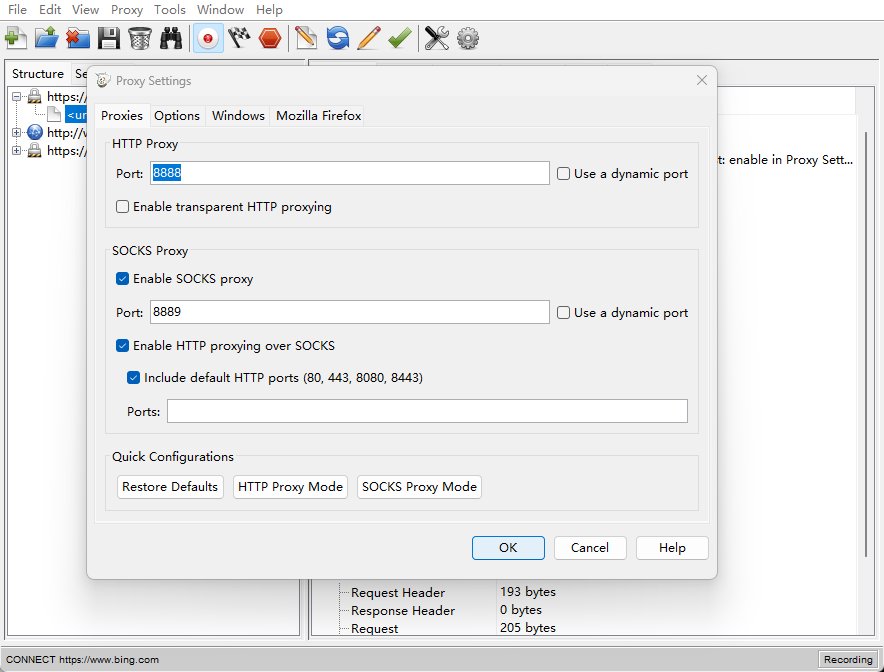 File Edit View Proxy Tools Window Help
Structure Se
Proxy Settings
https:/
<ur
http://w
https:/
Proxies Options Windows Mozilla Firefox
HTTP Proxy
Port: 8888 Use a dynamic port
t: enable in Proxy Sett...
Enable transparent HTTP proxying
SOCKS Proxy
Enable SOCKS proxy
Port: 8889 Use a dynamic port
Enable HTTP proxying over SOCKS
Include default HTTP ports (80, 443, 8080, 8443)
Ports:
Quick Configurations
Restore Defaults HTTP Proxy Mode SOCKS Proxy Mode
OK Cancel Help
Request Header 193 bytes
Response Header 0 bytes
Request 205 bytes
CONNECT https://www.bing.com Recording